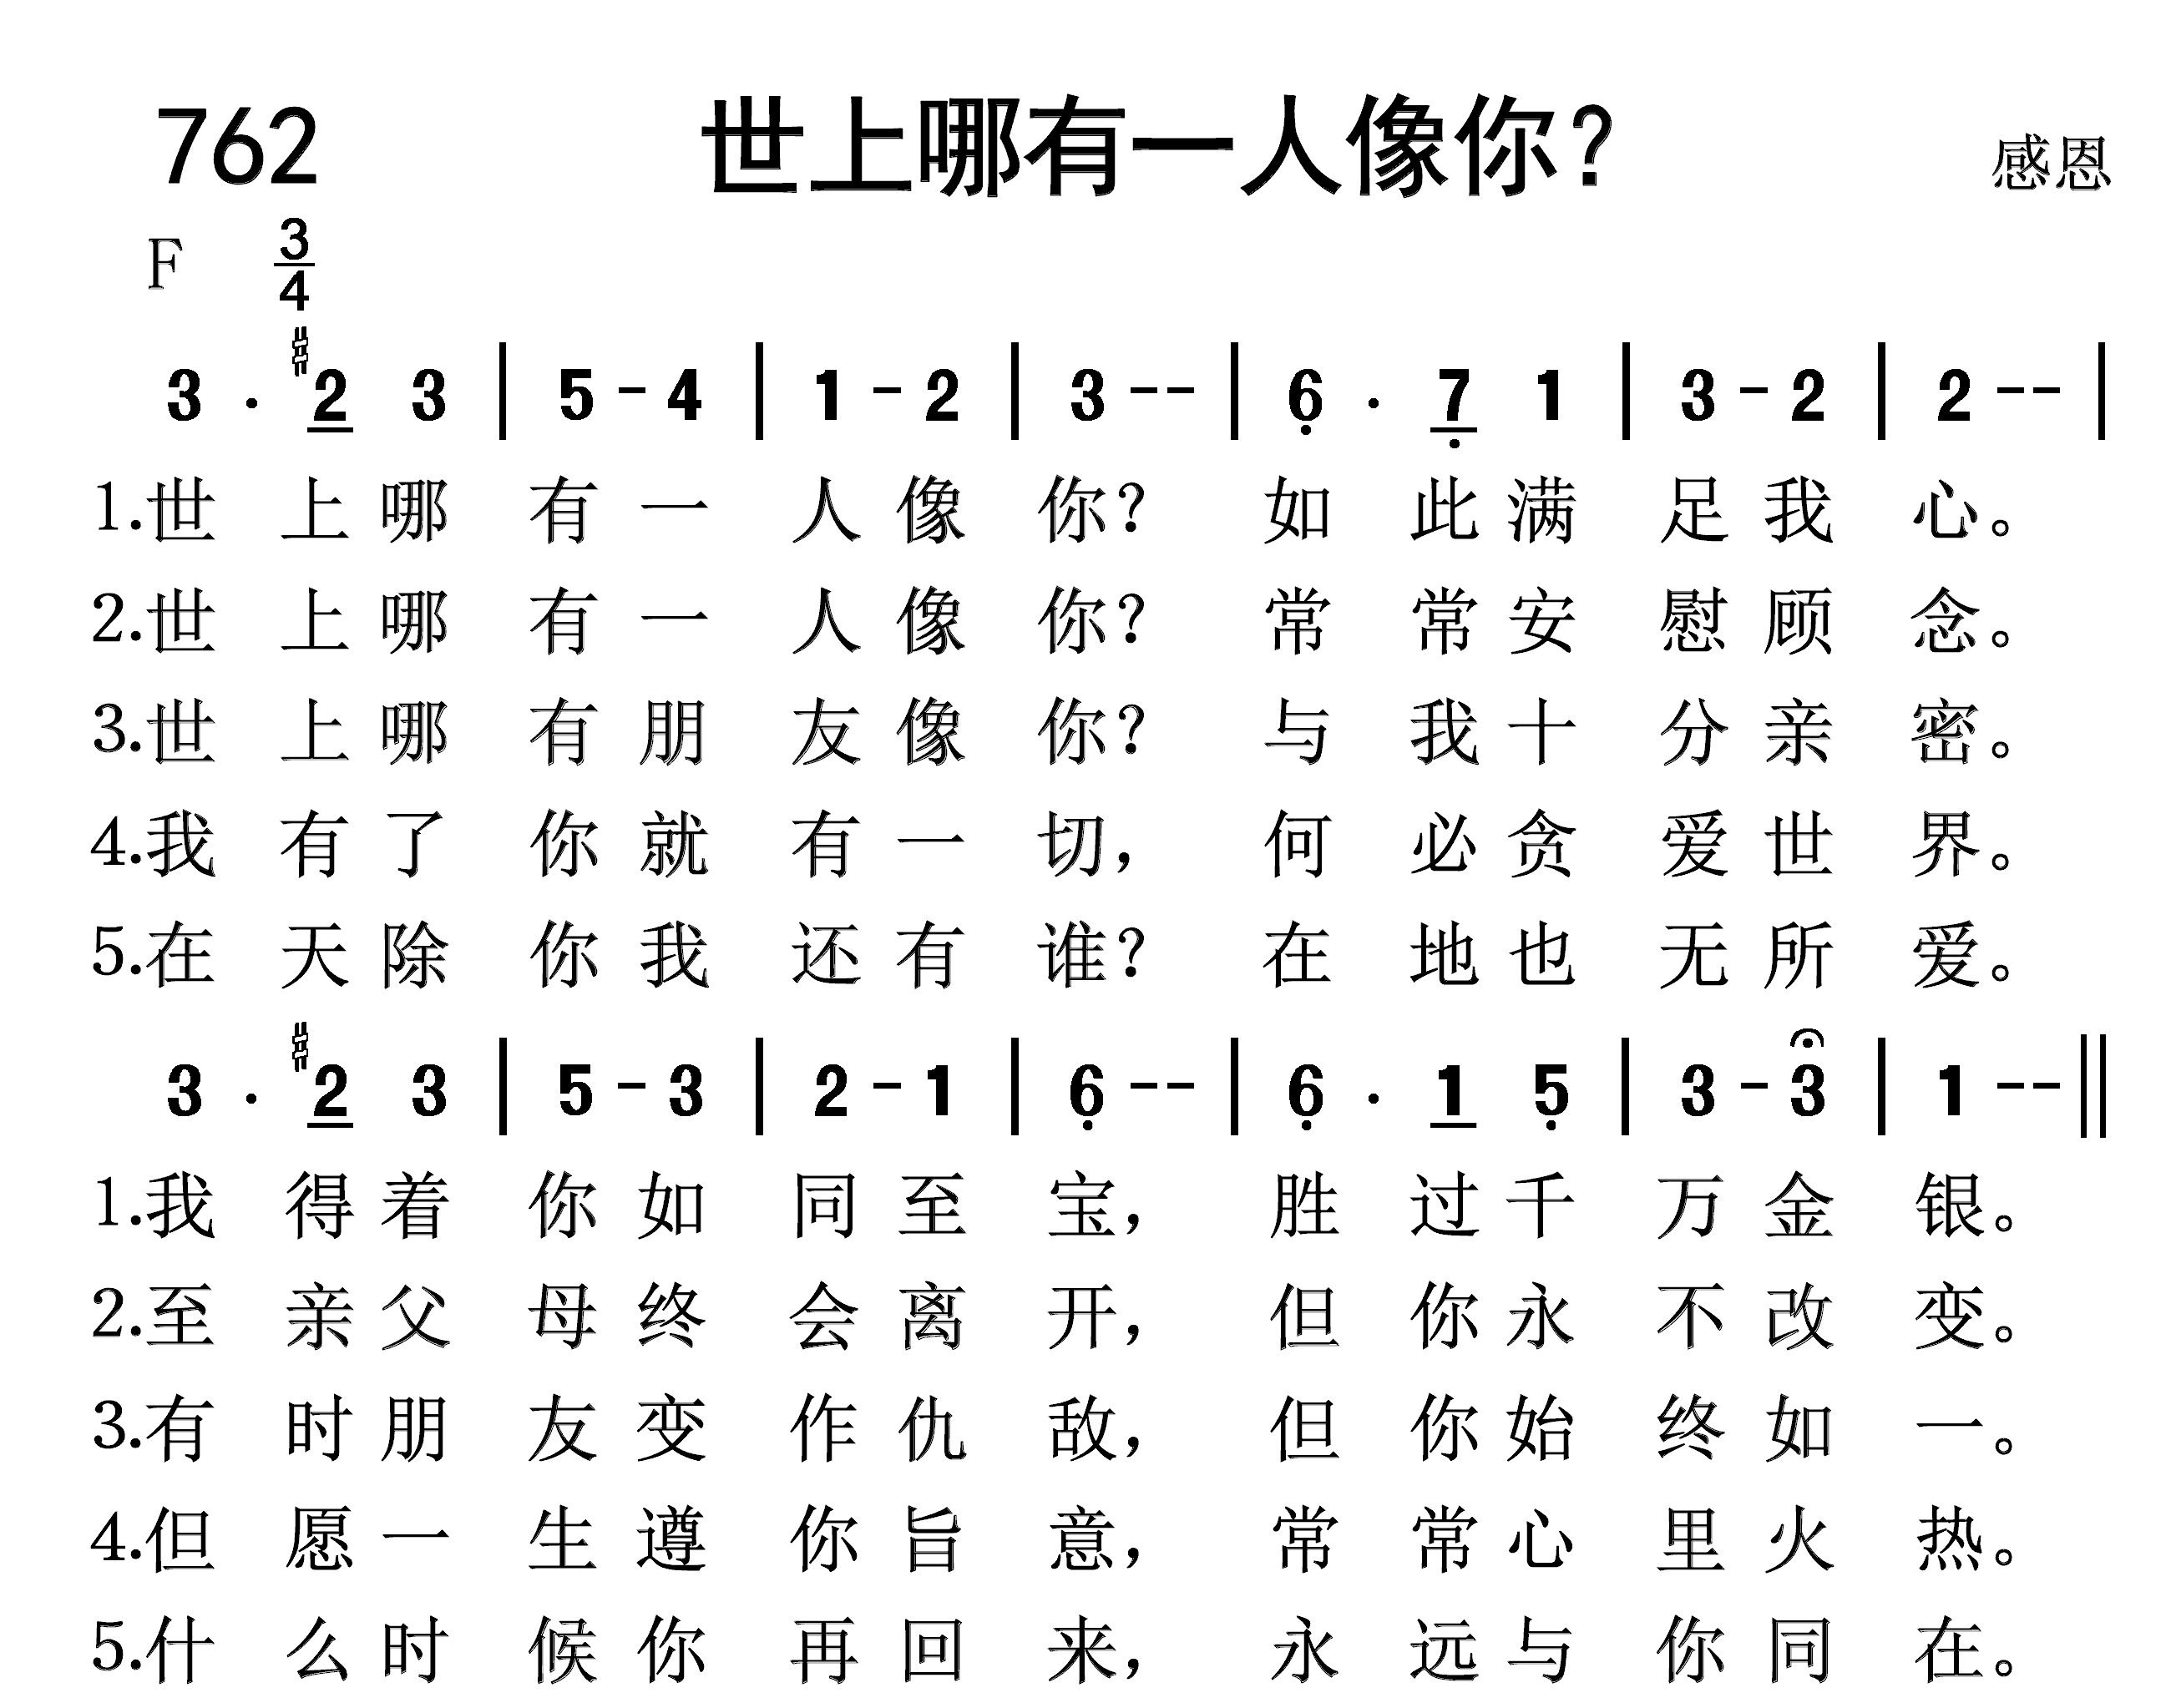 762 世上哪有一人像你? 感恩
F 3/4
3 . #2 3 | 5 - 4 | 1 - 2 | 3 - - | 6 . 7 1 | 3 - 2 | 2 - - |
1.世上哪有一人像你?如此满足我心。
2.世上哪有一人像你?常常安慰顾念。
3.世上哪有朋友像你?与我十分亲密。
4.我有了你就有一切，何必贪爱世界。
5.在天除你我还有谁?在地也无所爱。
3 . #2 3 | 5 - 3 | 2 - 1 | 6 - - | 6 . 1 5 | 3 - 3 | 1 - - ||
1.我得着你如同至宝，胜过千万金银。
2.至亲父母终会离开，但你永不改变。
3.有时朋友变作仇敌，但你始终如一。
4.但愿一生遵你旨意，常常心里火热。
5.什么时候你再回来，永远与你同在。